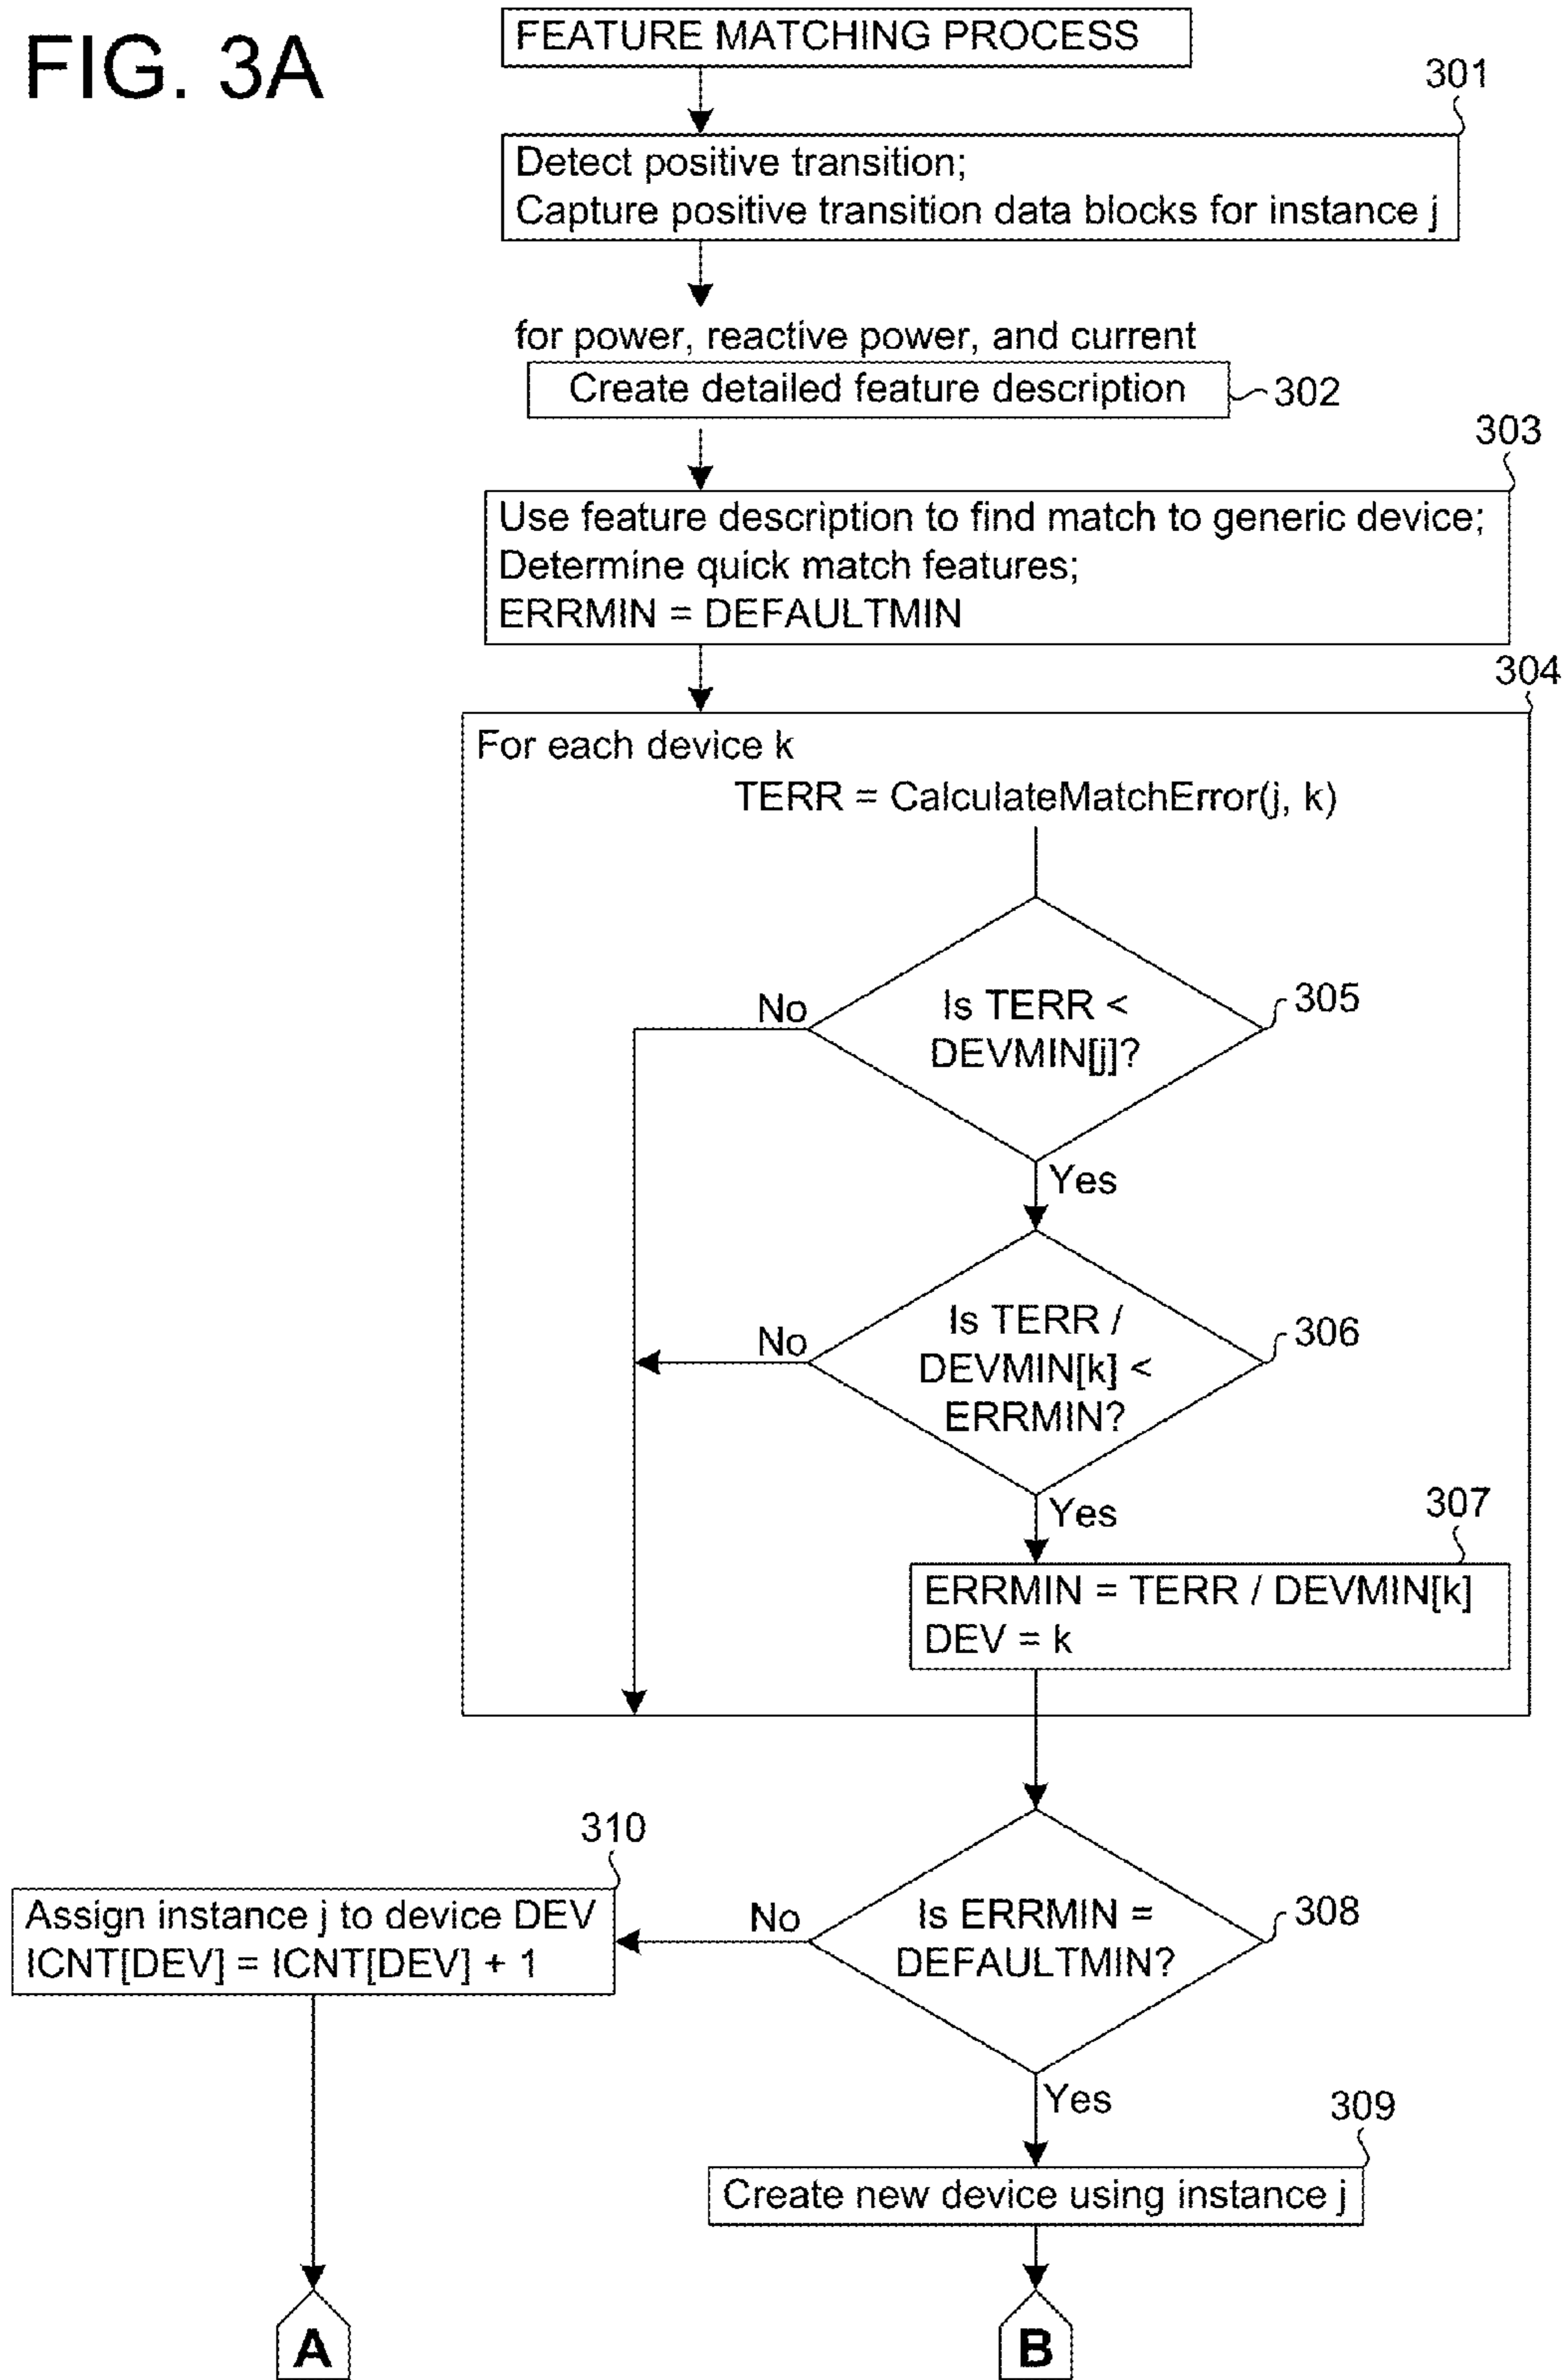 FIG. 3A
FEATURE MATCHING PROCESS
301
Detect positive transition;
Capture positive transition data blocks for instance j
for power, reactive power, and current
Create detailed feature description
302
303
Use feature description to find match to generic device;
Determine quick match features;
ERRMIN = DEFAULTMIN
304
For each device k
TERR = CalculateMatchError(j, k)
Is TERR <
DEVMIN[j]?
305
No
Yes
Is TERR /
DEVMIN[k] <
ERRMIN?
306
No
Yes
307
ERRMIN = TERR / DEVMIN[k]
DEV = k
Is ERRMIN =
DEFAULTMIN?
308
No
310
Assign instance j to device DEV
ICNT[DEV] = ICNT[DEV] + 1
Yes
309
Create new device using instance j
A
B